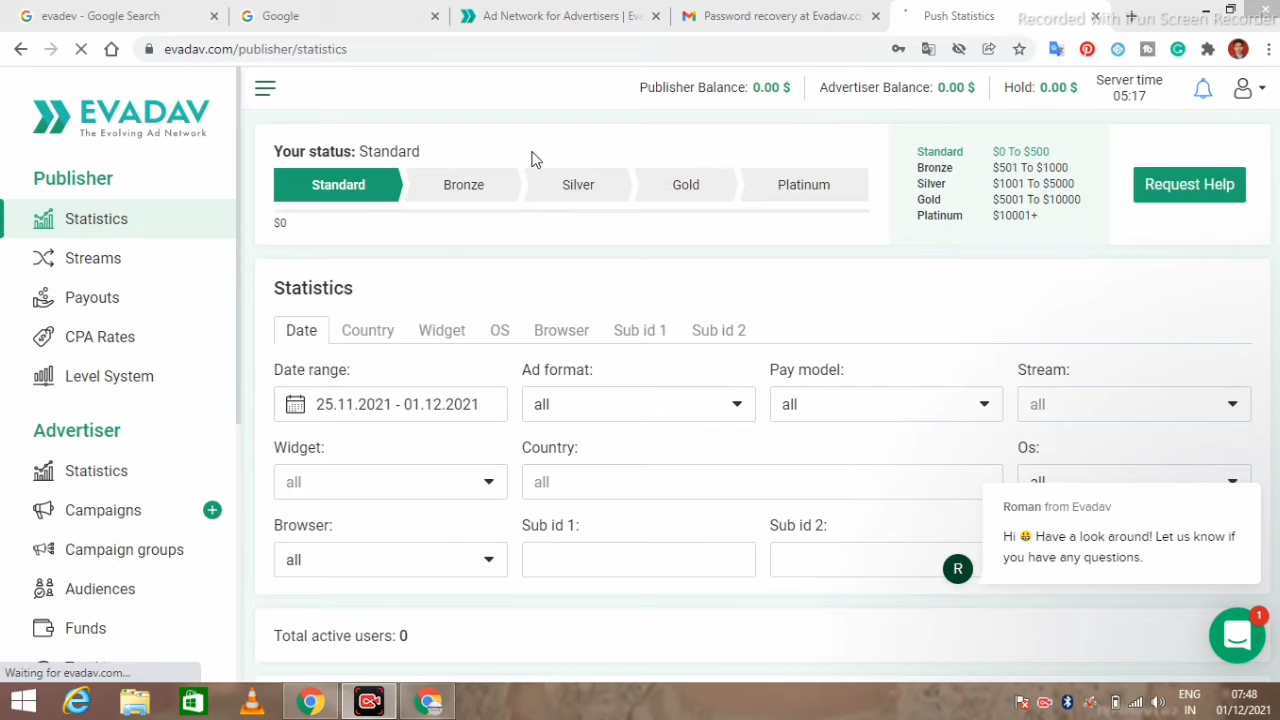 evadev - Google Search
Google
Ad Network for Advertisers | Eva
Password recovery at Evadav.co
Push Statistics
Recorded with iFun Screen Recorder
evadav.com/publisher/statistics
EVADAV
The Evolving Ad Network
Publisher Balance: 0.00 $
Advertiser Balance: 0.00 $
Hold: 0.00 $
Server time
05:17
Publisher
Statistics
Streams
Payouts
CPA Rates
Level System
Advertiser
Statistics
Campaigns
Campaign groups
Audiences
Funds
Your status: Standard
Standard
Bronze
Silver
Gold
Platinum
$0
Standard $0 To $500
Bronze $501 To $1000
Silver $1001 To $5000
Gold $5001 To $10000
Platinum $10001+
Request Help
Statistics
Date
Country
Widget
OS
Browser
Sub id 1
Sub id 2
Date range:
Ad format:
Pay model:
Stream:
25.11.2021 - 01.12.2021
all
all
all
Widget:
Country:
Os:
all
all
all
Browser:
Sub id 1:
Sub id 2:
all
Roman from Evadav
Hi Have a look around! Let us know if
you have any questions.
R
1
Total active users: 0
Waiting for evadav.com...
ENG
IN
07:48
01/12/2021